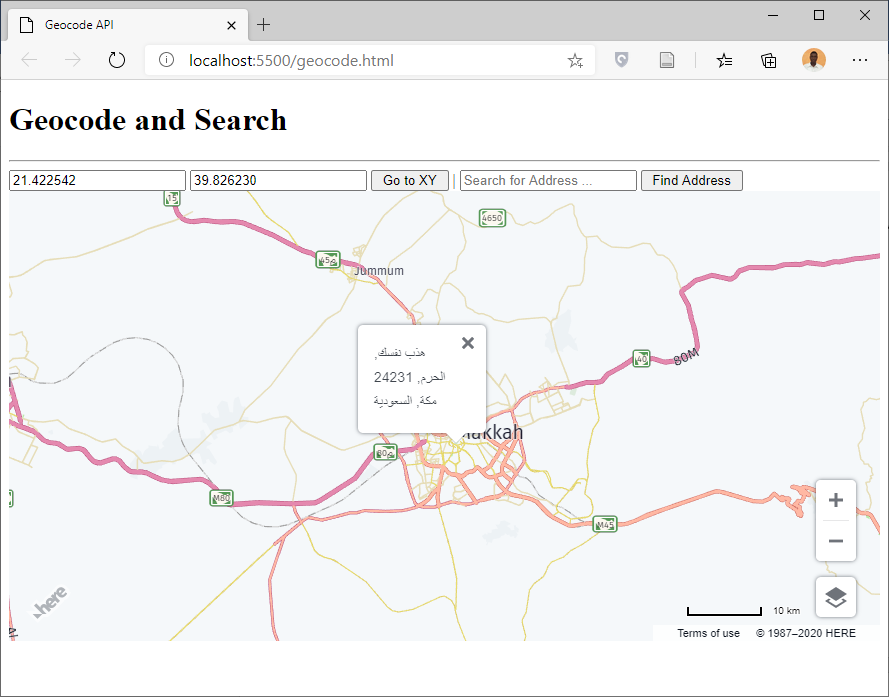 Geocode API
localhost:5500/geocode.html
Geocode and Search
21.422542 39.826230 Go to XY | Search for Address ... Find Address
15
4650
45م
Jummum
هذب نفسك,
الحرم, 24231
مكة, السعودية
40
80M
Makkah
80م
M80
M45
here
10 km
Terms of use © 1987–2020 HERE